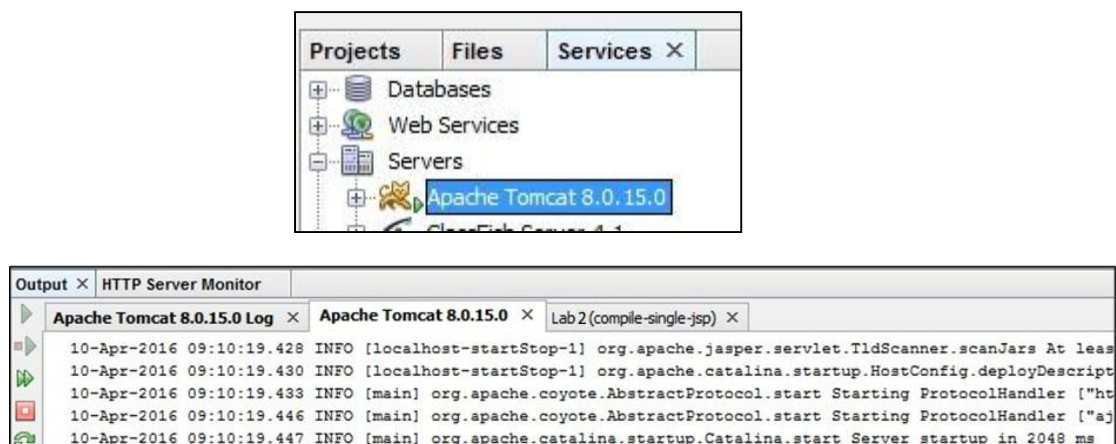 Projects Files Services ×
Databases
Web Services
Servers
Apache Tomcat 8.0.15.0
GlassFish Server 4.1
Output × HTTP Server Monitor
Apache Tomcat 8.0.15.0 Log × Apache Tomcat 8.0.15.0 × Lab 2 (compile-single-jsp) ×
10-Apr-2016 09:10:19.428 INFO [localhost-startStop-1] org.apache.jasper.servlet.TldScanner.scanJars At leas
10-Apr-2016 09:10:19.430 INFO [localhost-startStop-1] org.apache.catalina.startup.HostConfig.deployDescript
10-Apr-2016 09:10:19.433 INFO [main] org.apache.coyote.AbstractProtocol.start Starting ProtocolHandler ["ht
10-Apr-2016 09:10:19.446 INFO [main] org.apache.coyote.AbstractProtocol.start Starting ProtocolHandler ["aj
10-Apr-2016 09:10:19.447 INFO [main] org.apache.catalina.startup.Catalina.start Server startup in 2048 ms